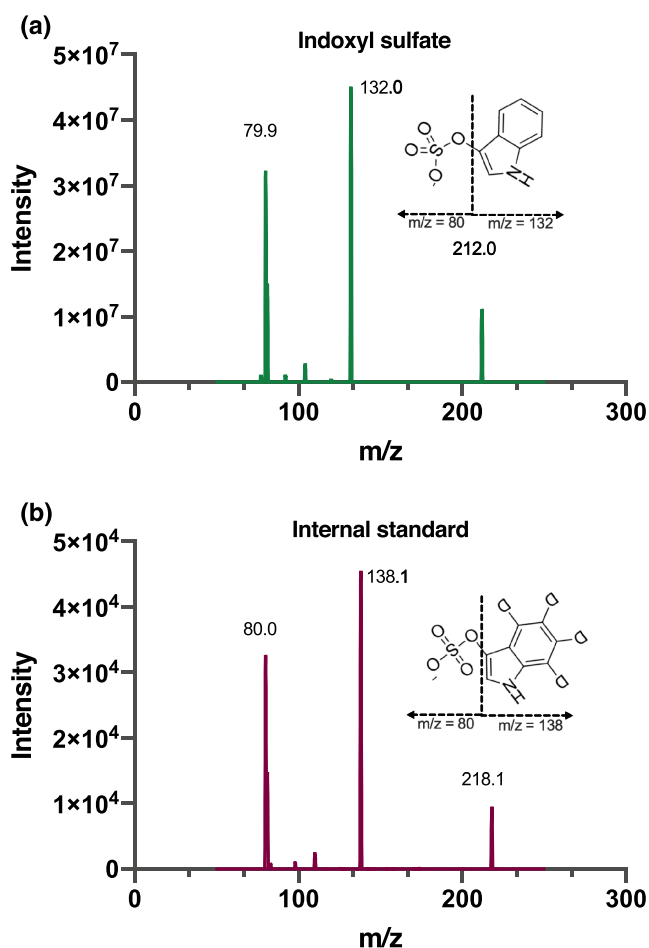 (a)
Indoxyl sulfate
5×10⁷
4×10⁷
3×10⁷
2×10⁷
1×10⁷
0
Intensity
79.9
132.0
212.0
O
O
S
O
O
-
N
H
m/z = 80
m/z = 132
0
100
200
300
m/z
(b)
Internal standard
5×10⁴
4×10⁴
3×10⁴
2×10⁴
1×10⁴
0
Intensity
80.0
138.1
218.1
O
O
S
O
O
-
D
D
D
D
N
H
m/z = 80
m/z = 138
0
100
200
300
m/z